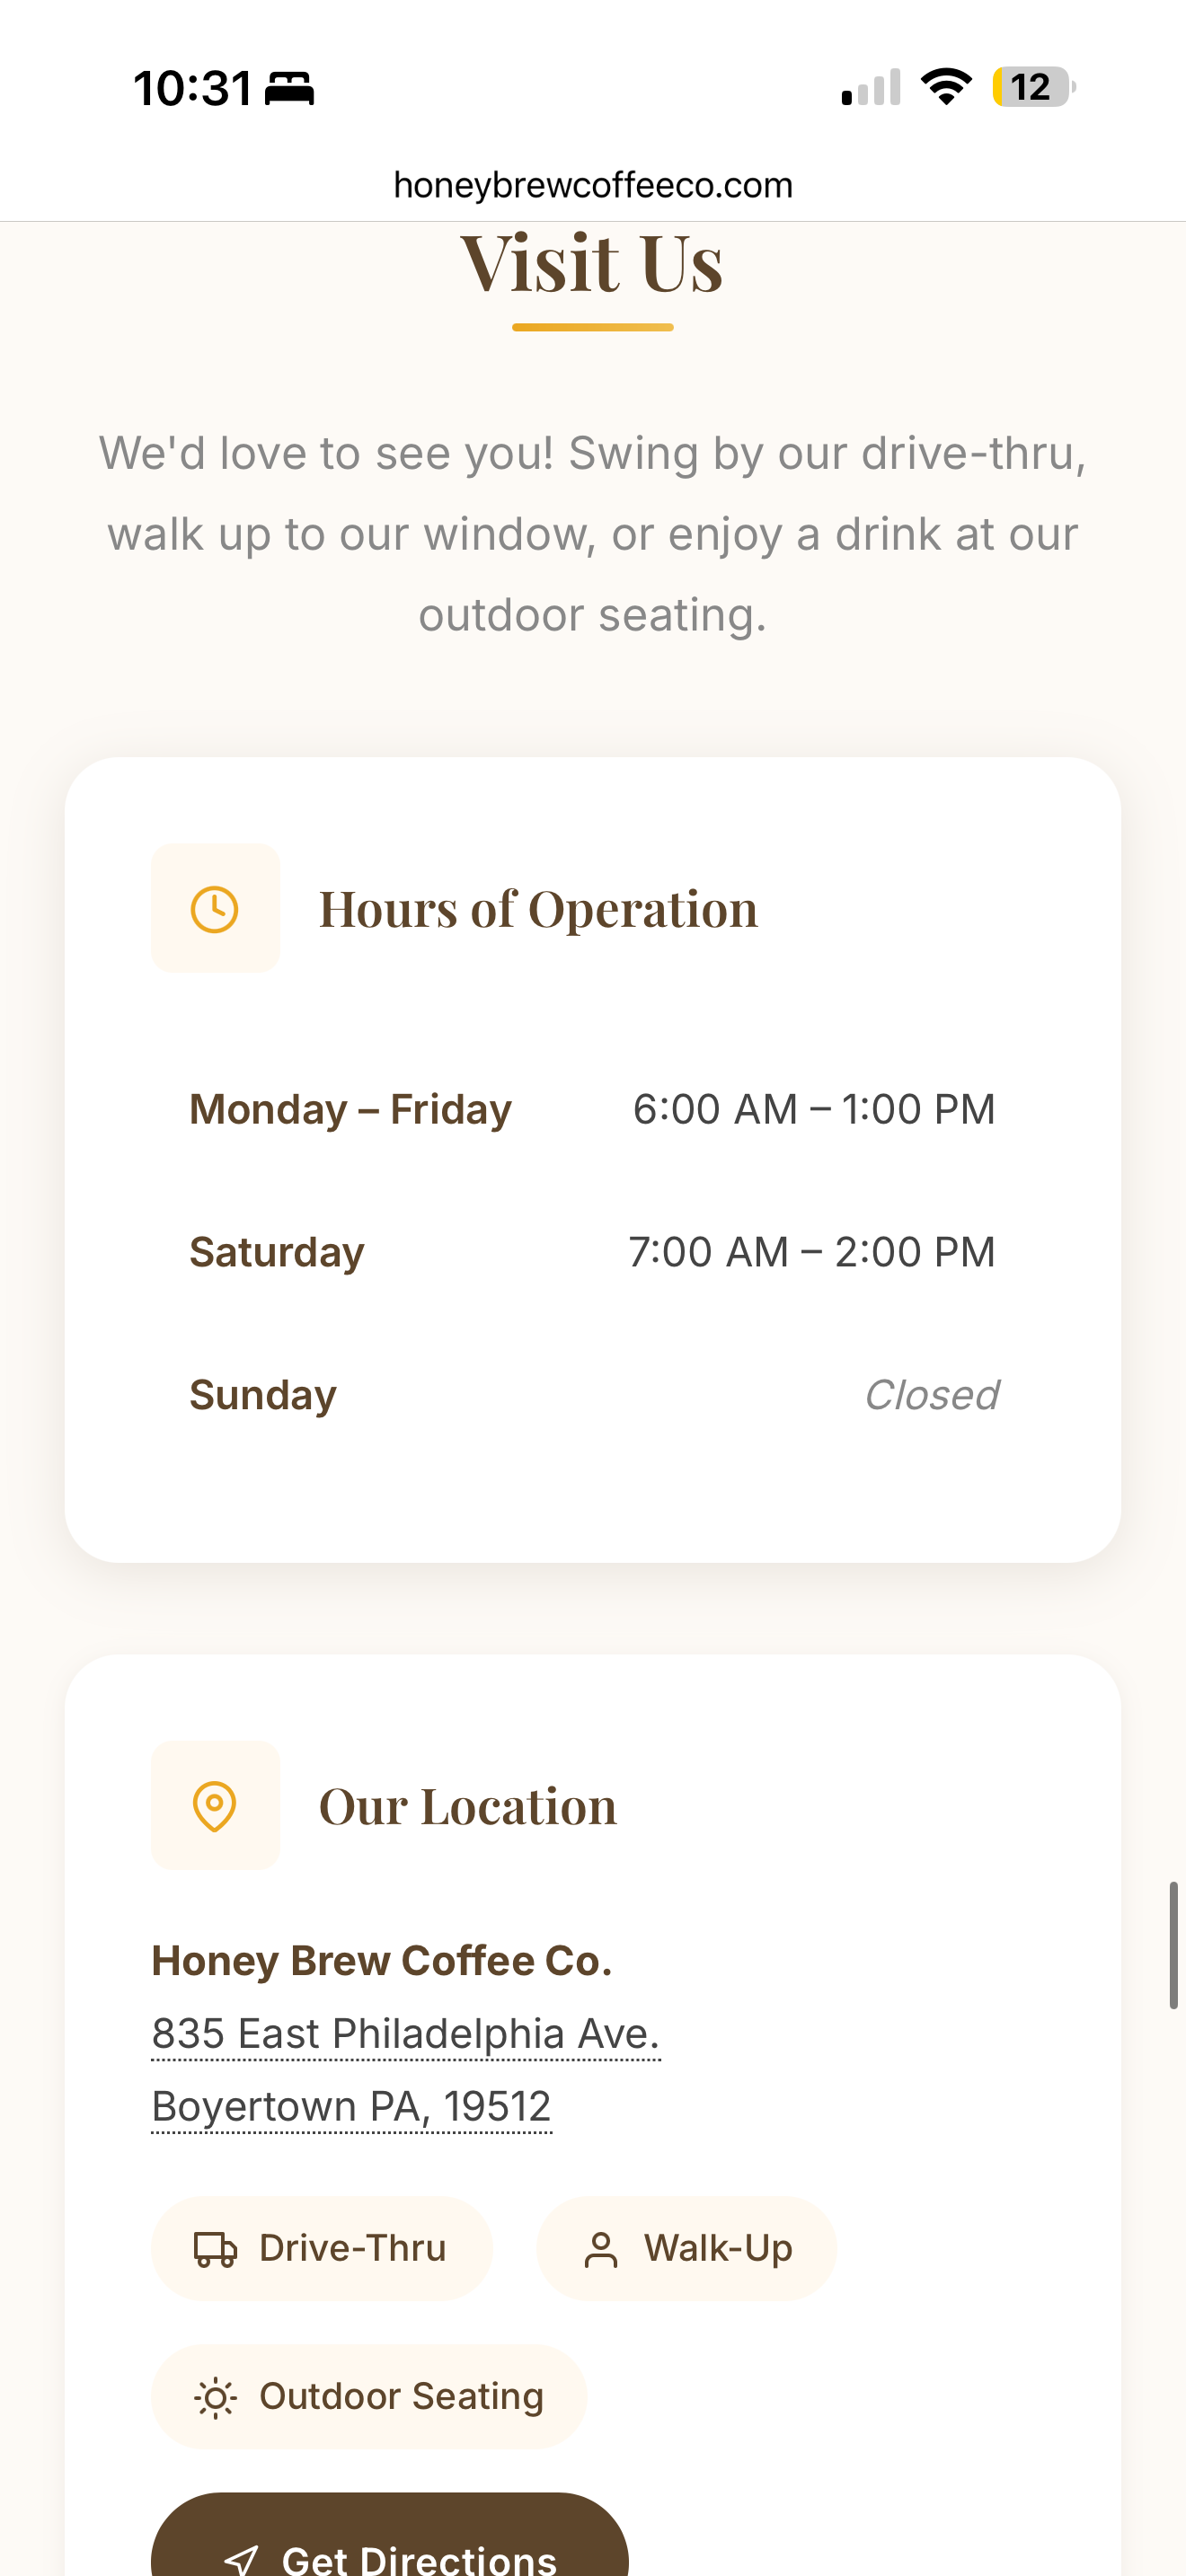 10:31
12
honeybrewcoffeeco.com
Visit Us
We'd love to see you! Swing by our drive-thru,
walk up to our window, or enjoy a drink at our
outdoor seating.
Hours of Operation
Monday – Friday 6:00 AM – 1:00 PM
Saturday 7:00 AM – 2:00 PM
Sunday Closed
Our Location
Honey Brew Coffee Co.
835 East Philadelphia Ave.
Boyertown PA, 19512
Drive-Thru Walk-Up
Outdoor Seating
Get Directions